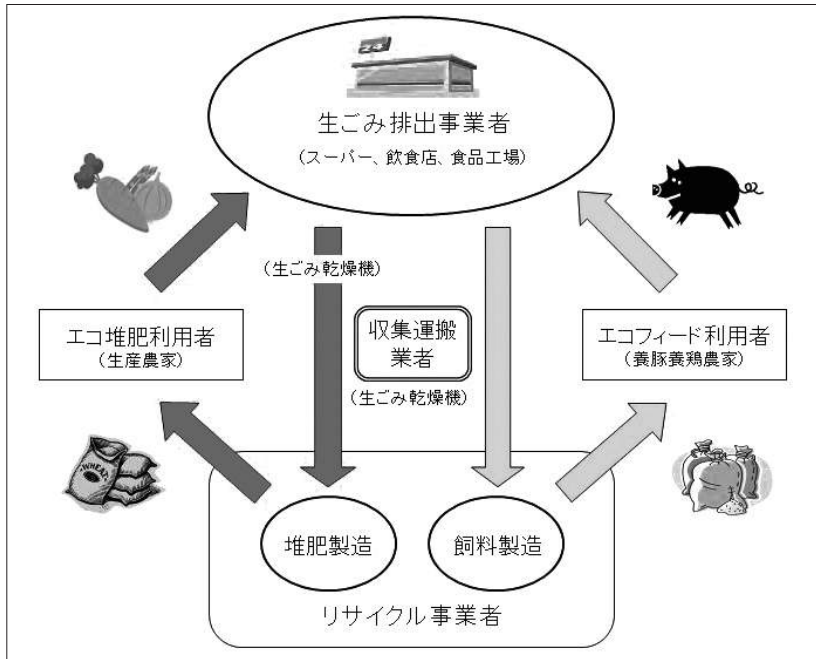 24
生ごみ排出事業者
(スーパー、飲食店、食品工場)
(生ごみ乾燥機)
収集運搬
業者
(生ごみ乾燥機)
エコ堆肥利用者
(生産農家)
エコフィード利用者
(養豚養鶏農家)
WHEAT
堆肥製造
飼料製造
リサイクル事業者